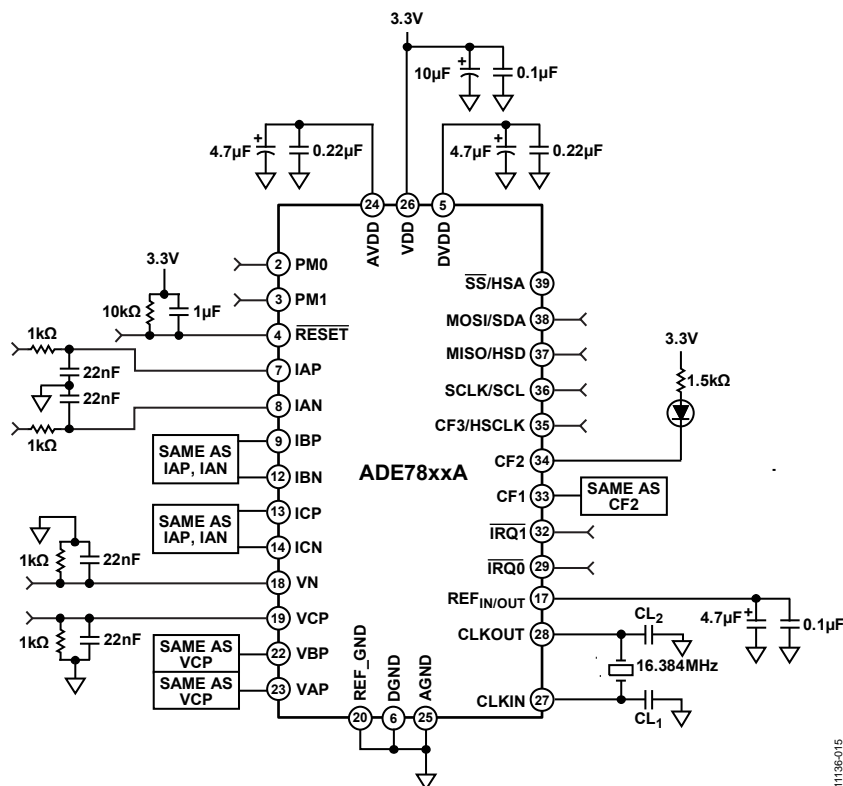 3.3V
10µF
+
0.1µF
4.7µF
+
0.22µF
4.7µF
+
0.22µF
24
26
5
AVDD
VDD
DVDD
3.3V
10kΩ
1µF
2
PM0
3
PM1
4
RESET
1kΩ
22nF
7
IAP
22nF
8
IAN
1kΩ
SAME AS
IAP, IAN
9
IBP
12
IBN
SAME AS
IAP, IAN
13
ICP
14
ICN
1kΩ
22nF
18
VN
19
VCP
1kΩ
22nF
SAME AS
VCP
22
VBP
SAME AS
VCP
23
VAP
ADE78xxA
SS/HSA
39
MOSI/SDA
38
MISO/HSD
37
SCLK/SCL
36
CF3/HSCLK
35
3.3V
1.5kΩ
CF2
34
CF1
33
SAME AS
CF2
IRQ1
32
IRQ0
29
REFIN/OUT
17
4.7µF
+
0.1µF
CLKOUT
28
CL2
16.384MHz
CLKIN
27
CL1
REF_GND
DGND
AGND
20
6
25
11136-015